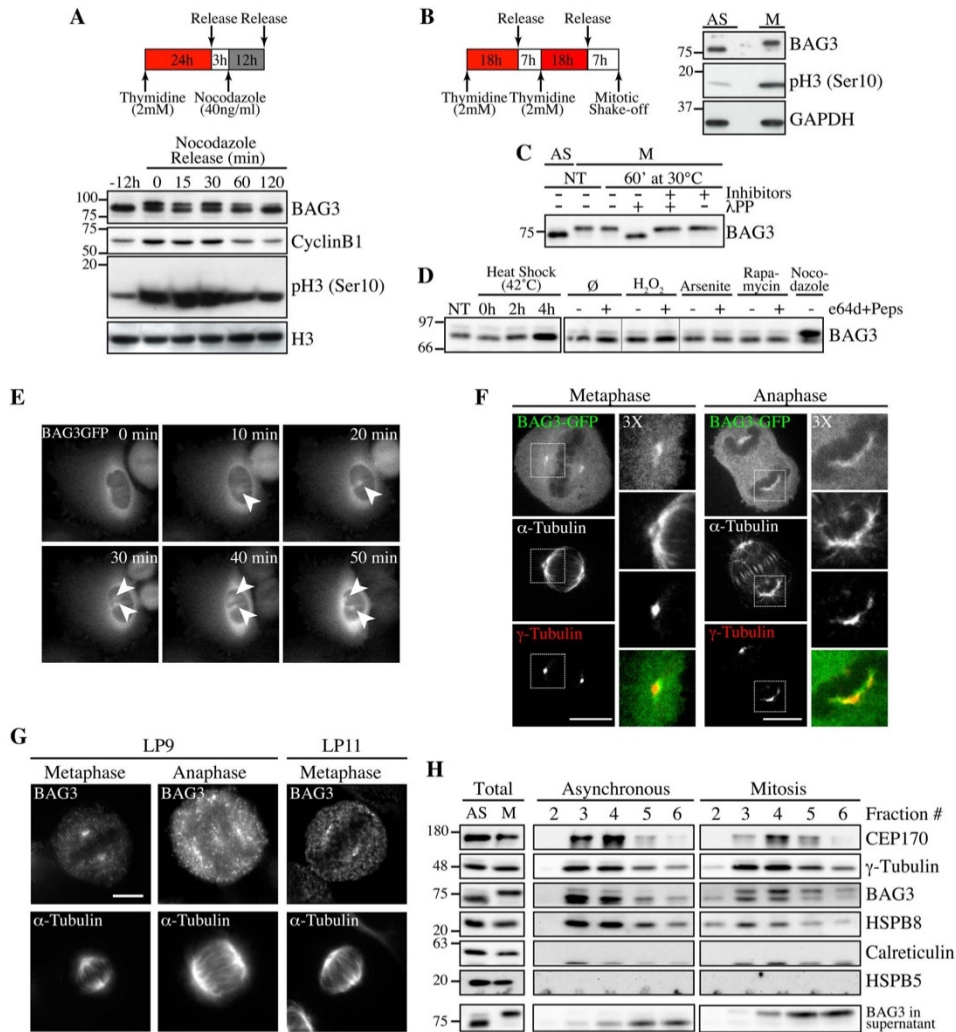 A
Release Release
24h 3h 12h
Thymidine (2mM)
Nocodazole (40ng/ml)
Nocodazole
Release (min)
-12h 0 15 30 60 120
100
75
BAG3
75
50
CyclinB1
20
pH3 (Ser10)
H3
B
Release Release
18h 7h 18h 7h
Thymidine (2mM)
Thymidine (2mM)
Mitotic Shake-off
AS M
75
BAG3
20
pH3 (Ser10)
37
GAPDH
C
AS M
NT 60' at 30°C
- - - - + + Inhibitors
- - - + + - λPP
75
BAG3
D
Heat Shock (42°C)
Ø
H2O2
Arsenite
Rapa-mycin
Noco-dazole
NT 0h 2h 4h - + - + - + - + - e64d+Peps
97
66
BAG3
E
BAG3GFP 0 min
10 min
20 min
30 min
40 min
50 min
F
Metaphase Anaphase
BAG3-GFP 3X BAG3-GFP 3X
α-Tubulin α-Tubulin
γ-Tubulin γ-Tubulin
G
LP9 LP11
Metaphase Anaphase Metaphase
BAG3 BAG3 BAG3
α-Tubulin α-Tubulin α-Tubulin
H
Total Asynchronous Mitosis
AS M 2 3 4 5 6 2 3 4 5 6 Fraction #
180
CEP170
48
γ-Tubulin
75
BAG3
20
HSPB8
63
Calreticulin
20
HSPB5
75
BAG3 in supernatant